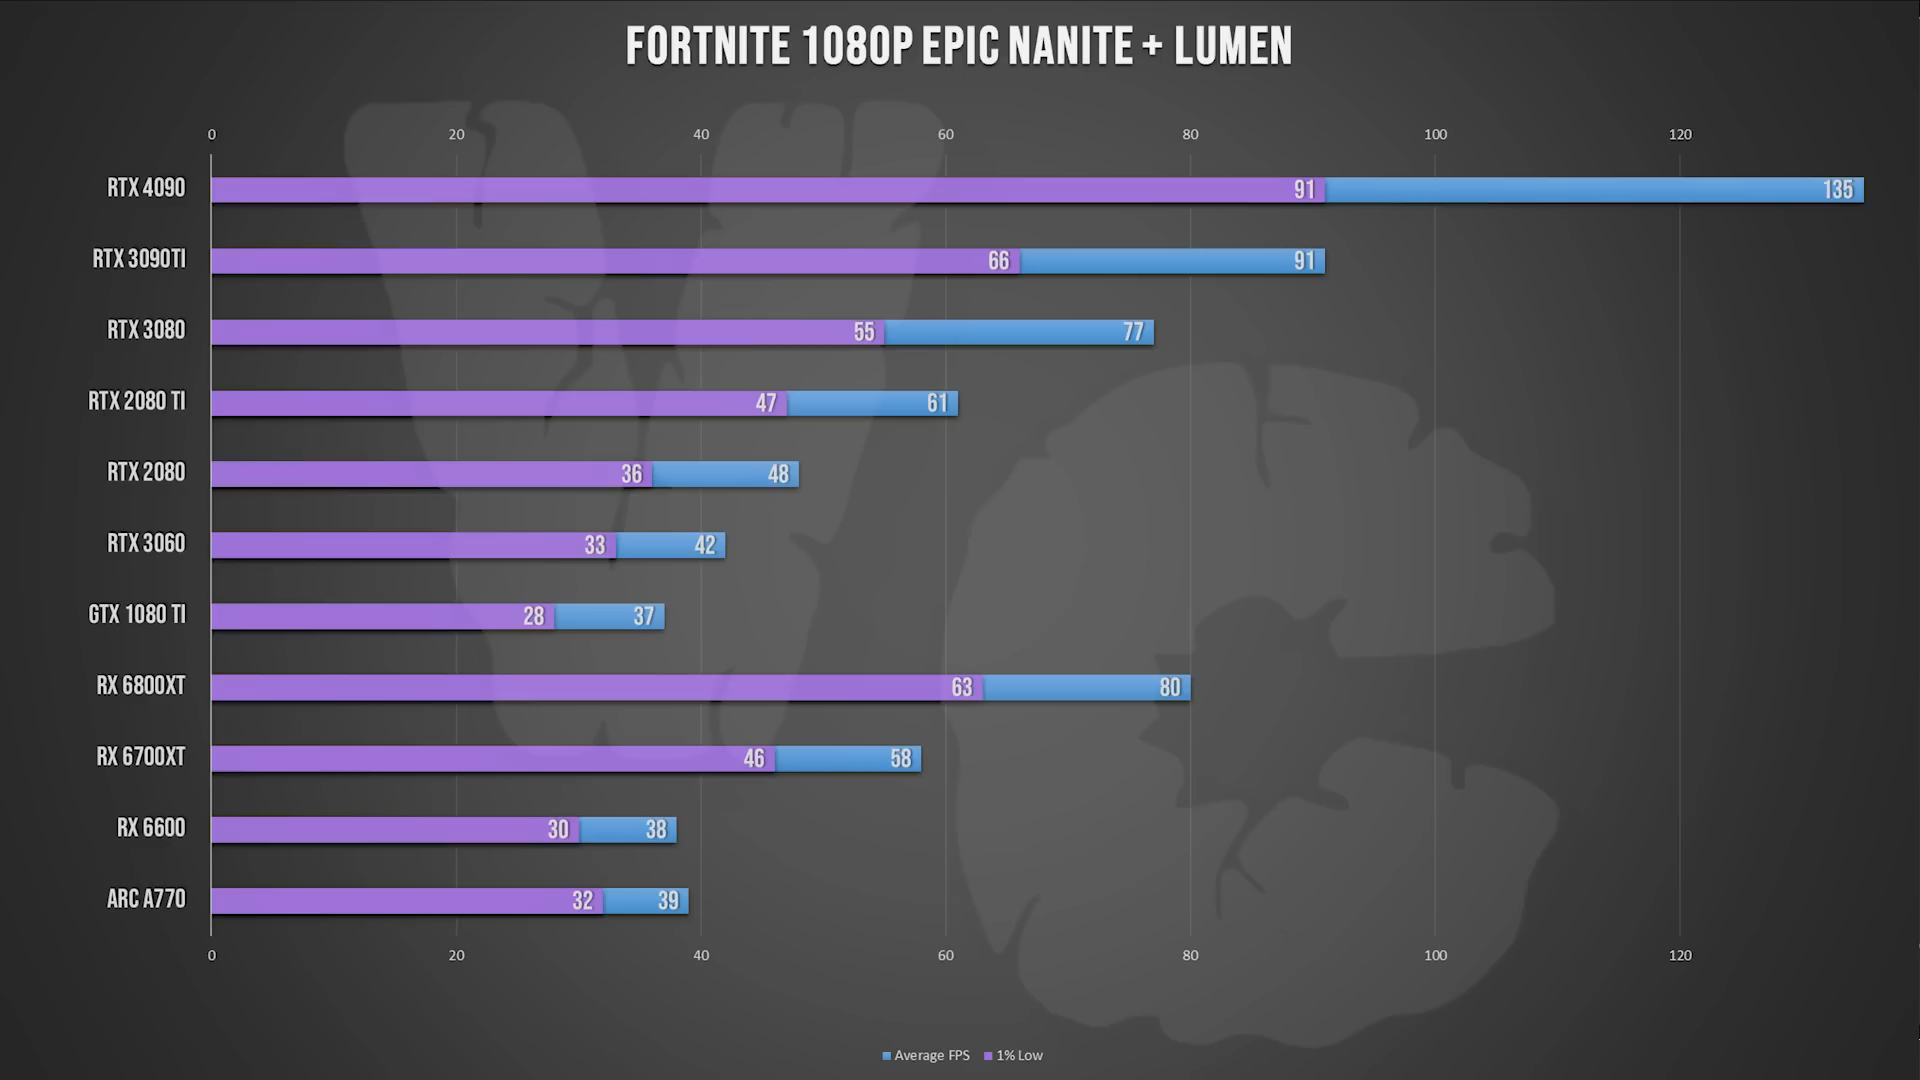 FORTNITE 1080P EPIC NANITE + LUMEN
0 20 40 60 80 100 120
RTX 4090 91 135
RTX 3090TI 66 91
RTX 3080 55 77
RTX 2080 TI 47 61
RTX 2080 36 48
RTX 3060 33 42
GTX 1080 TI 28 37
RX 6800XT 63 80
RX 6700XT 46 58
RX 6600 30 38
ARC A770 32 39
0 20 40 60 80 100 120
Average FPS 1% Low